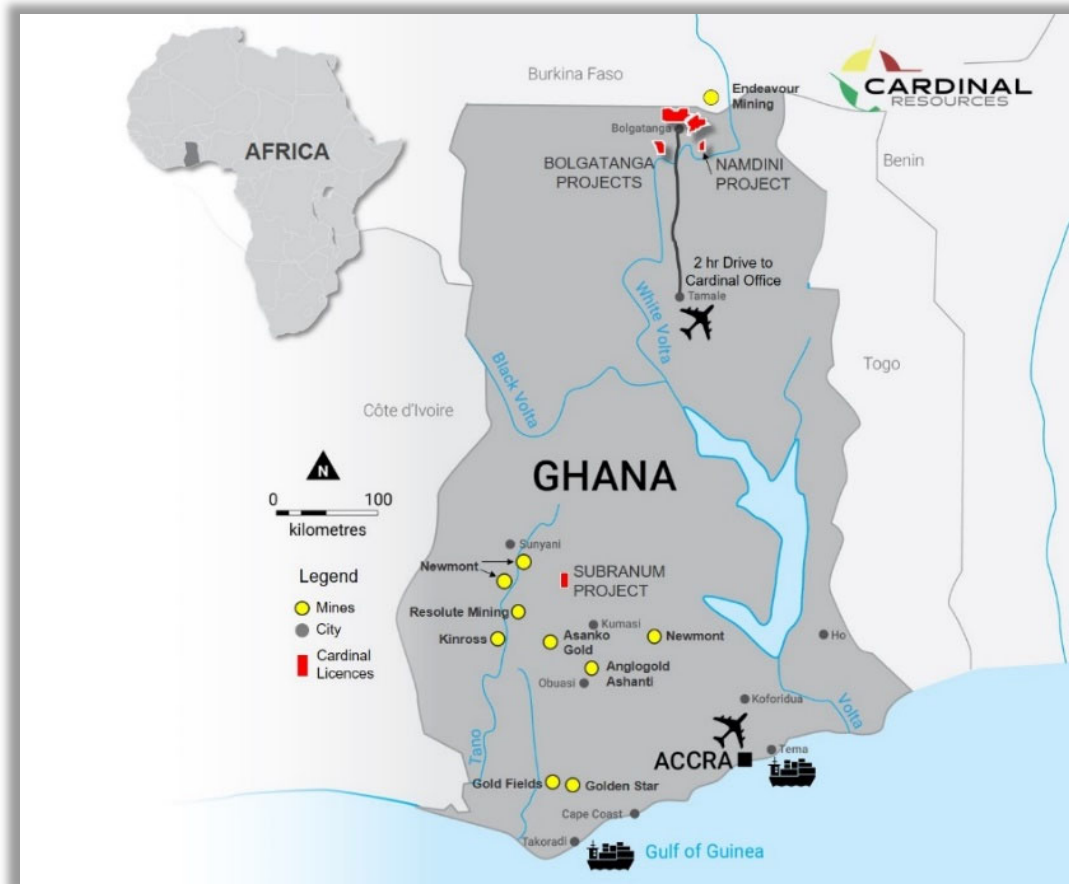 CARDINAL
RESOURCES
Burkina Faso
Endeavour
Mining
Bolgatanga
AFRICA
BOLGATANGA
PROJECTS
NAMDINI
PROJECT
Benin
2 hr Drive to
Cardinal Office
Tamale
White Volta
Black Volta
Togo
Côte d'Ivoire
GHANA
N
0 100
kilometres
Sunyani
Newmont
SUBRANUM
PROJECT
Legend
Mines
City
Cardinal
Licences
Resolute Mining
Kumasi
Kinross
Asanko
Gold
Newmont
Ho
Anglogold
Ashanti
Obuasi
Koforidua
Volta
Tano
ACCRA
Tema
Gold Fields
Golden Star
Cape Coast
Takoradi
Gulf of Guinea